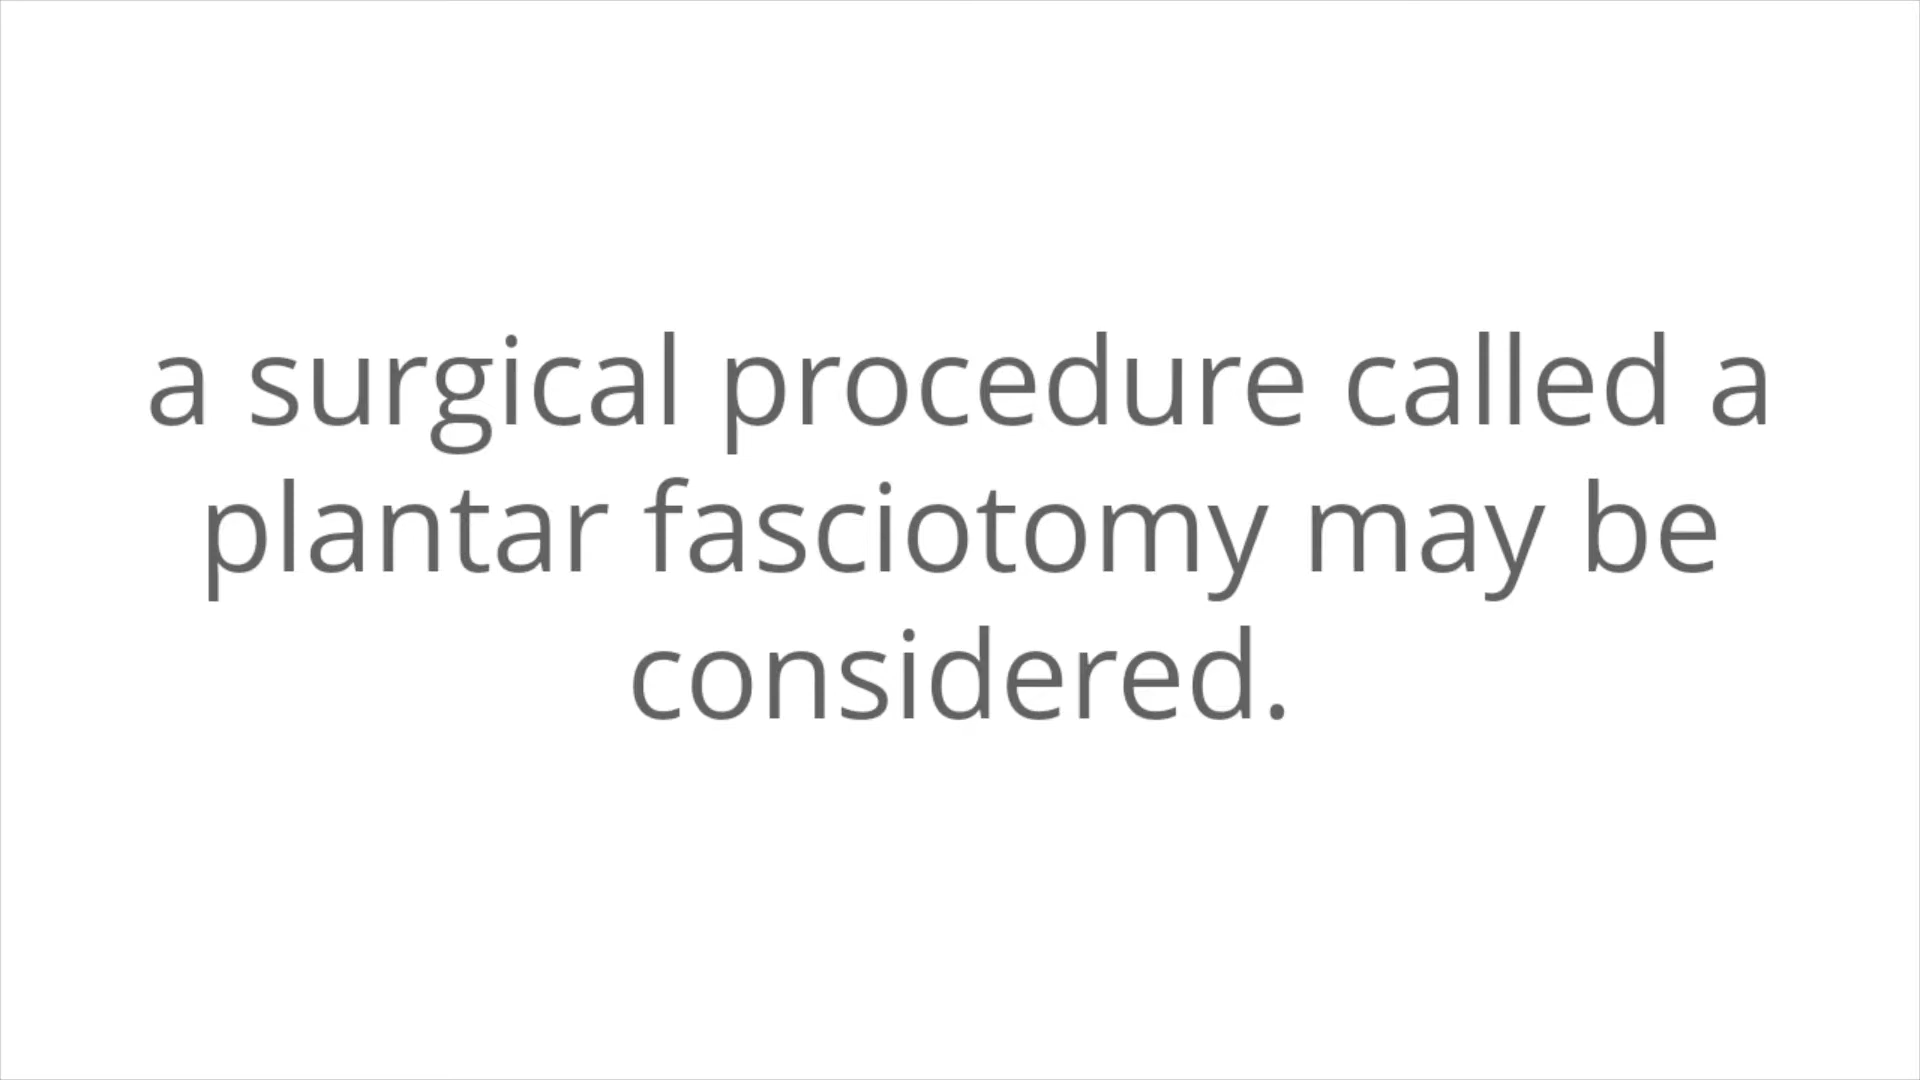 a surgical procedure called a
plantar fasciotomy may be
considered.